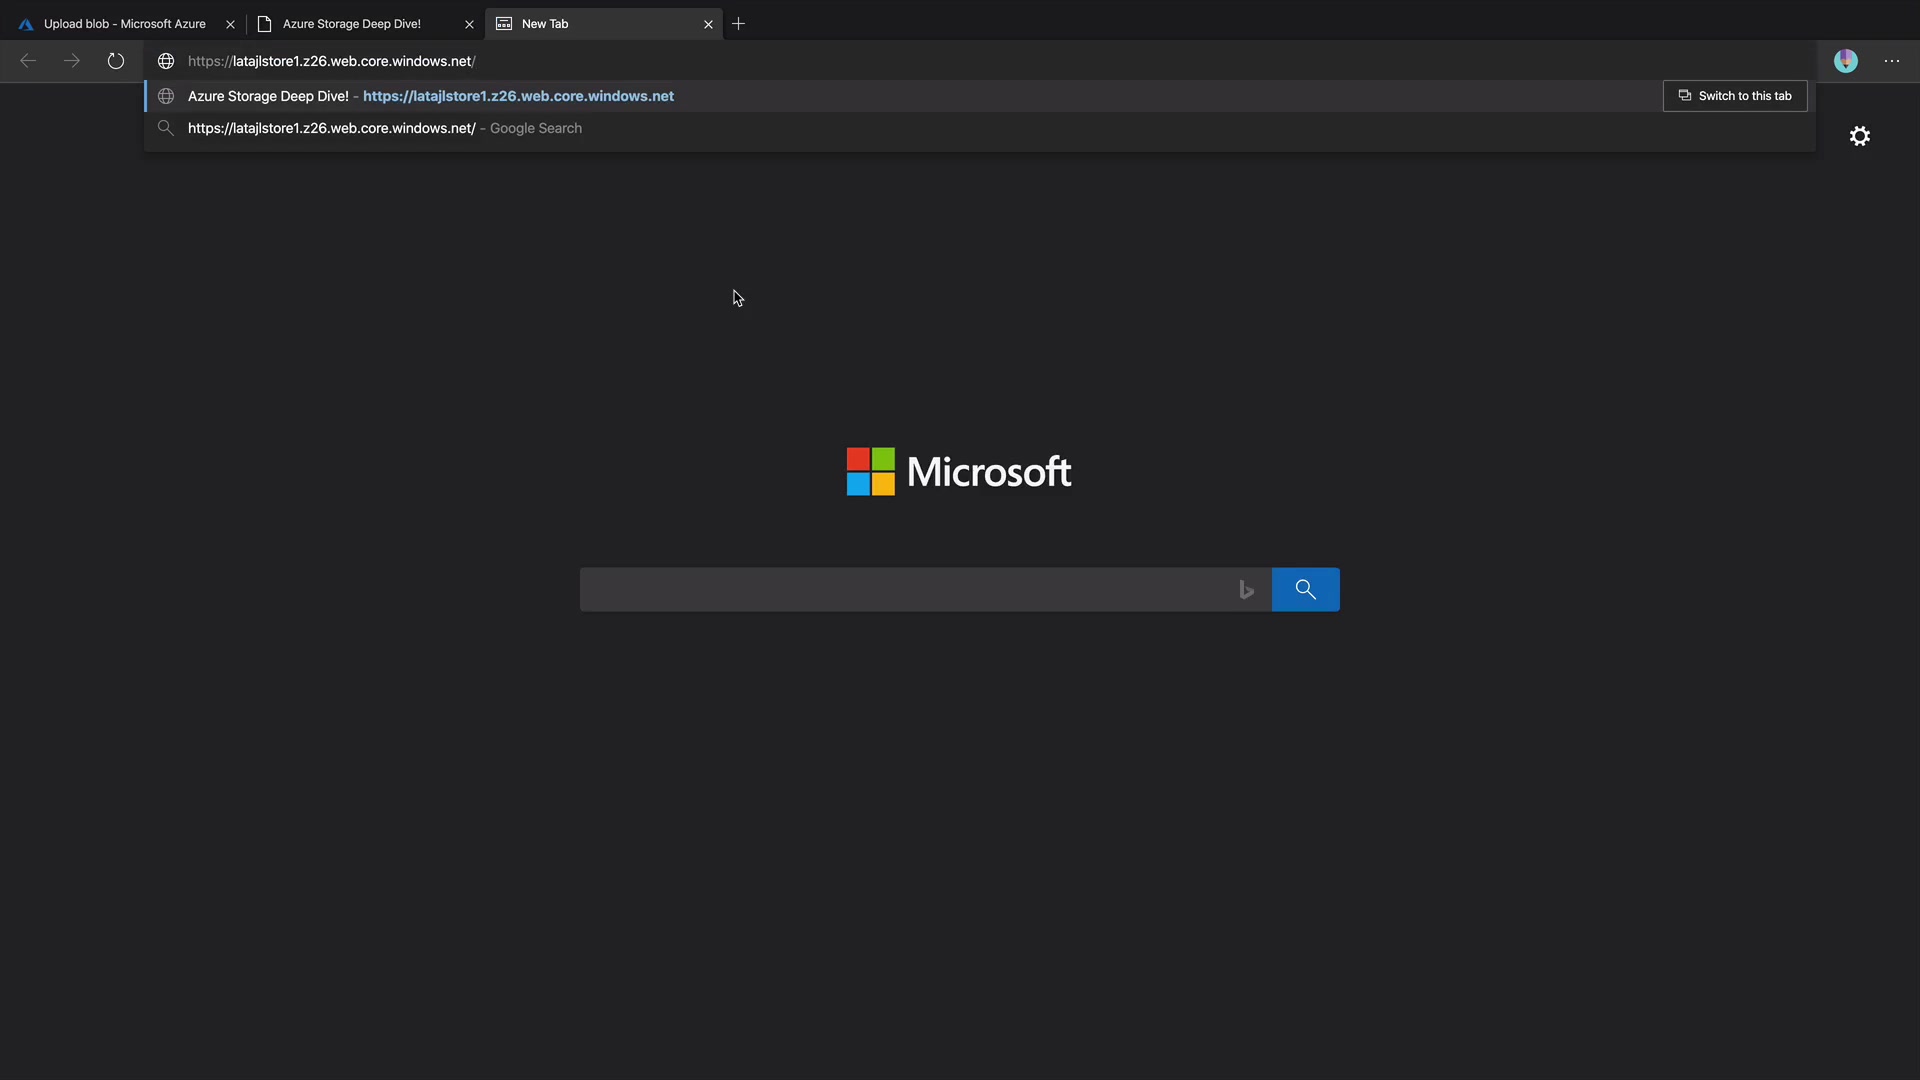 Upload blob - Microsoft Azure
Azure Storage Deep Dive!
New Tab
https://latajlstore1.z26.web.core.windows.net/
Azure Storage Deep Dive! - https://latajlstore1.z26.web.core.windows.net
Switch to this tab
https://latajlstore1.z26.web.core.windows.net/ - Google Search
Microsoft